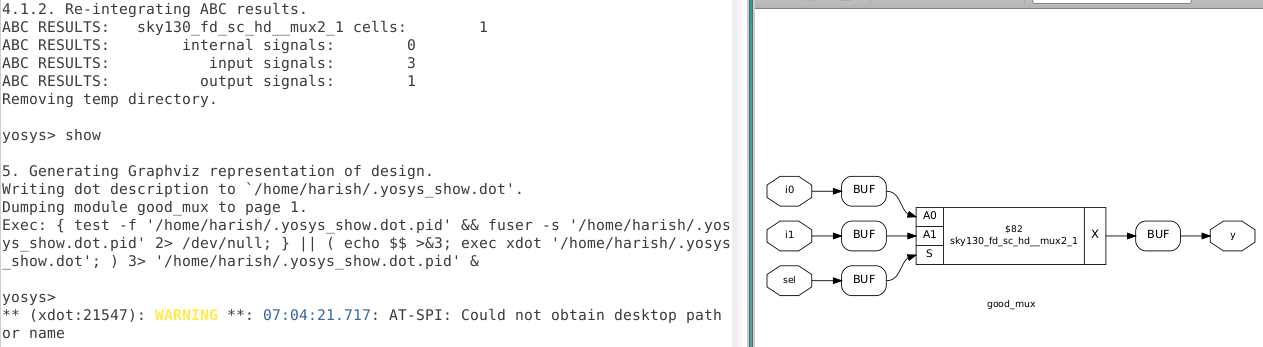 4.1.2. Re-integrating ABC results.
ABC RESULTS:   sky130_fd_sc_hd__mux2_1 cells:        1
ABC RESULTS:        internal signals:        0
ABC RESULTS:           input signals:        3
ABC RESULTS:          output signals:        1
Removing temp directory.
yosys> show
5. Generating Graphviz representation of design.
Writing dot description to `/home/harish/.yosys_show.dot'.
Dumping module good_mux to page 1.
Exec: { test -f '/home/harish/.yosys_show.dot.pid' && fuser -s '/home/harish/.yos
ys_show.dot.pid' 2> /dev/null; } || ( echo $$ >&3; exec xdot '/home/harish/.yosys
_show.dot'; ) 3> '/home/harish/.yosys_show.dot.pid' &
yosys>
** (xdot:21547): WARNING **: 07:04:21.717: AT-SPI: Could not obtain desktop path
or name
i0
BUF
i1
BUF
sel
BUF
A0
A1
S
$82
sky130_fd_sc_hd__mux2_1
X
BUF
y
good_mux